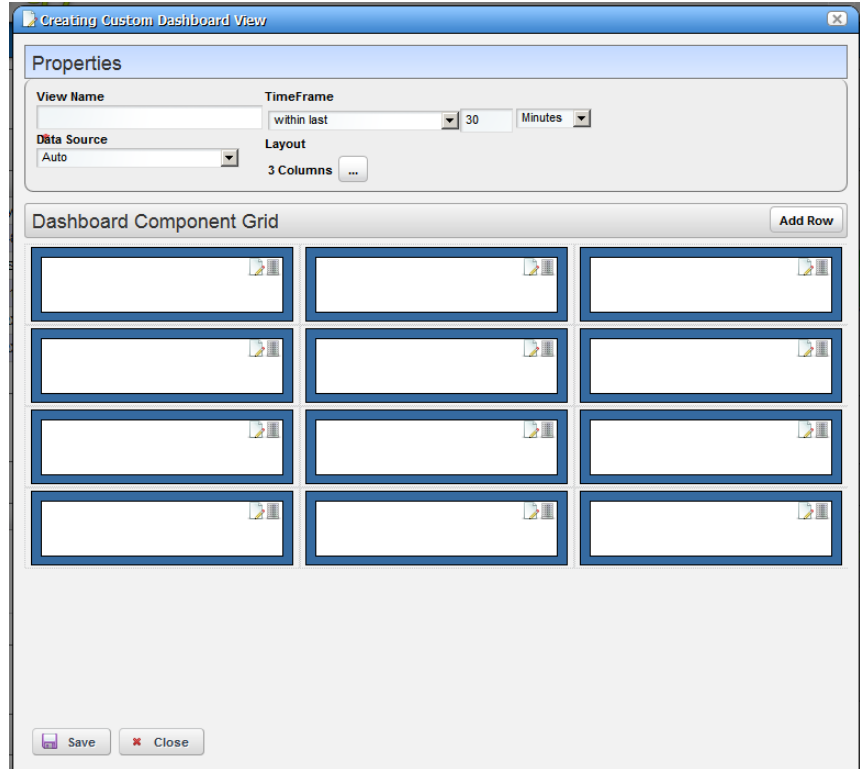 Creating Custom Dashboard View
Properties
View Name
TimeFrame
within last
30
Minutes
Data Source
Layout
Auto
3 Columns
...
Dashboard Component Grid
Add Row
Save
Close